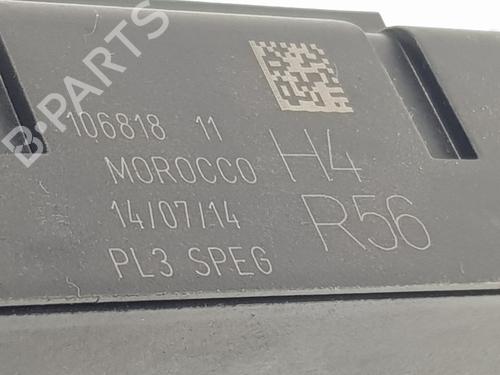 B-PARTS
106818 11
MOROCCO H4
14/07/14 R56
PL3 SPEG